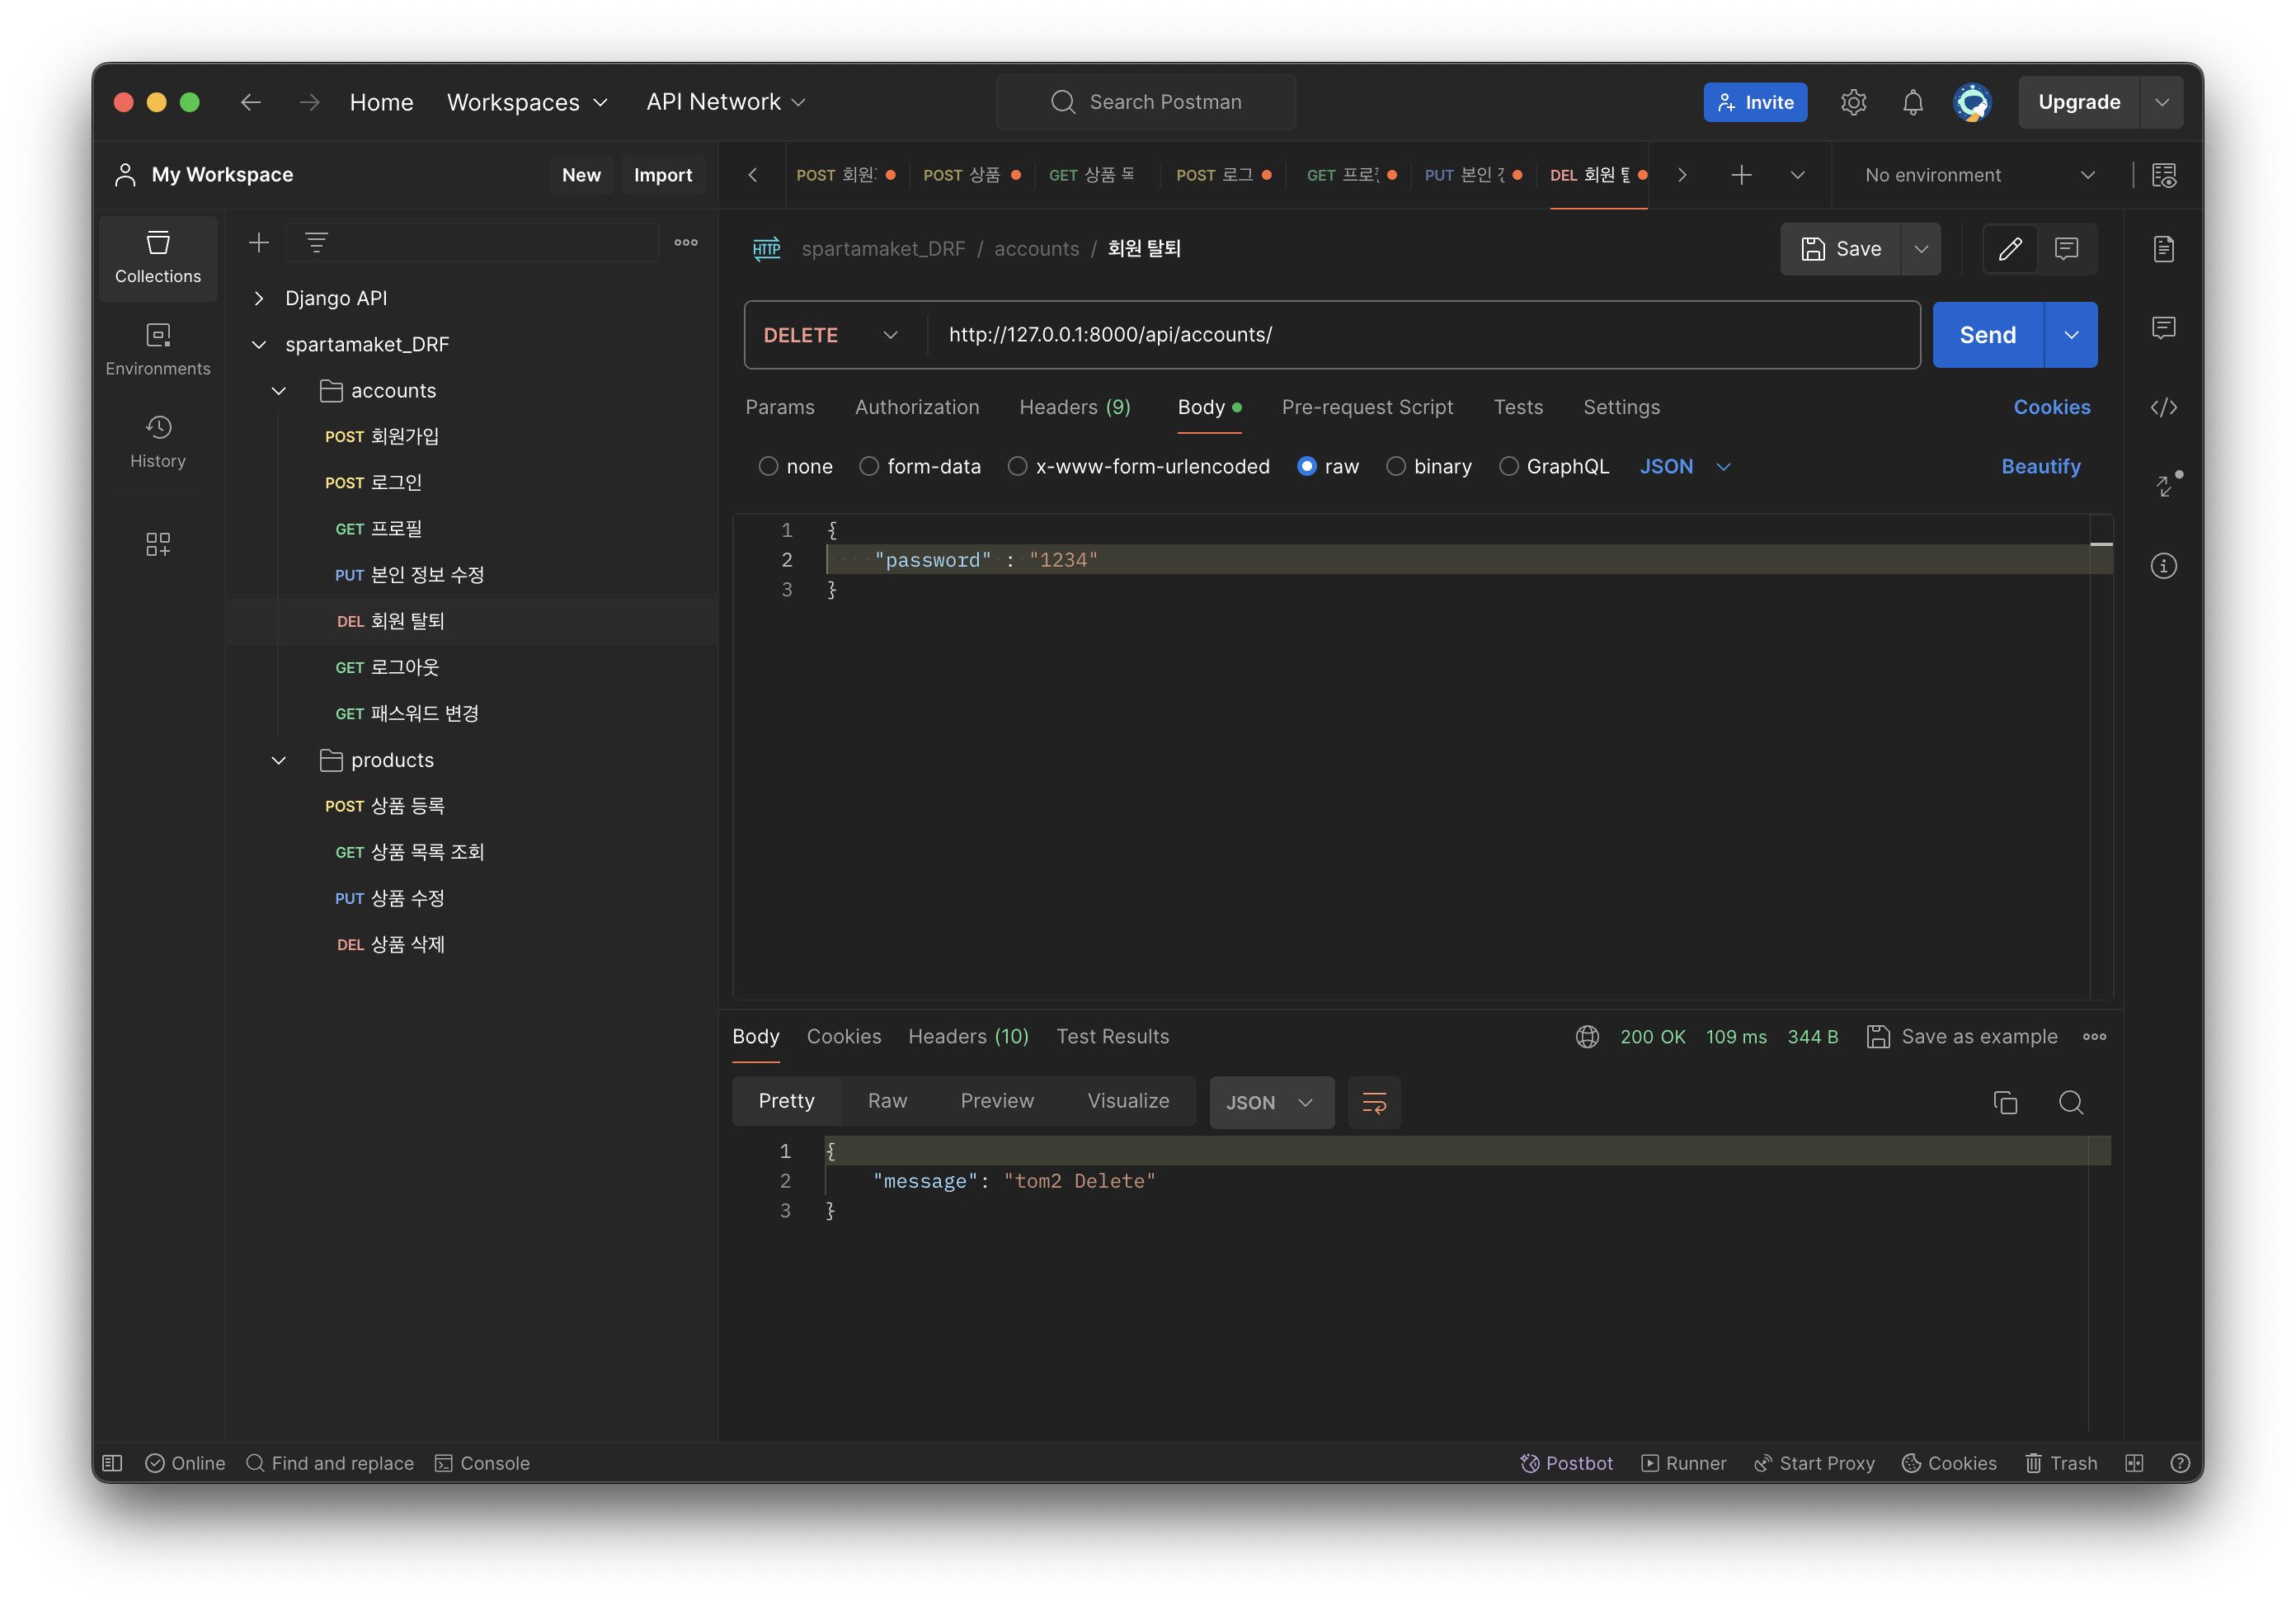 Home Workspaces API Network Search Postman Invite Upgrade
My Workspace New Import
POST 회원 POST 상품 GET 상품 목 POST 로그 GET 프로 PUT 본인 DEL 회원 No environment
Collections
Environments
History
Django API
spartamaket_DRF
accounts
POST 회원가입
POST 로그인
GET 프로필
PUT 본인 정보 수정
DEL 회원 탈퇴
GET 로그아웃
GET 패스워드 변경
products
POST 상품 등록
GET 상품 목록 조회
PUT 상품 수정
DEL 상품 삭제
HTTP spartamaket_DRF / accounts / 회원 탈퇴 Save
DELETE http://127.0.0.1:8000/api/accounts/ Send
Params Authorization Headers (9) Body Pre-request Script Tests Settings Cookies
none form-data x-www-form-urlencoded raw binary GraphQL JSON Beautify
1 {
2 "password" : "1234"
3 }
Body Cookies Headers (10) Test Results 200 OK 109 ms 344 B Save as example
Pretty Raw Preview Visualize JSON
1 {
2 "message": "tom2 Delete"
3 }
Online Find and replace Console Postbot Runner Start Proxy Cookies Trash